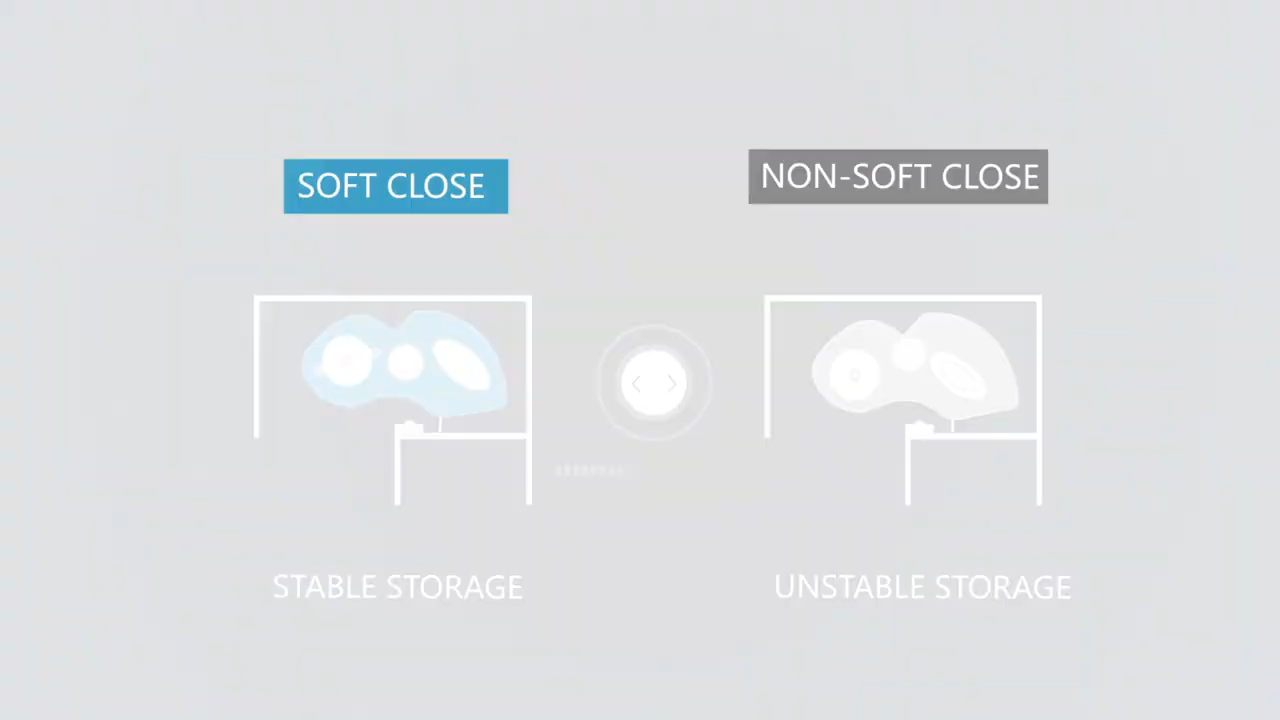 SOFT CLOSE
NON-SOFT CLOSE
STABLE STORAGE
UNSTABLE STORAGE